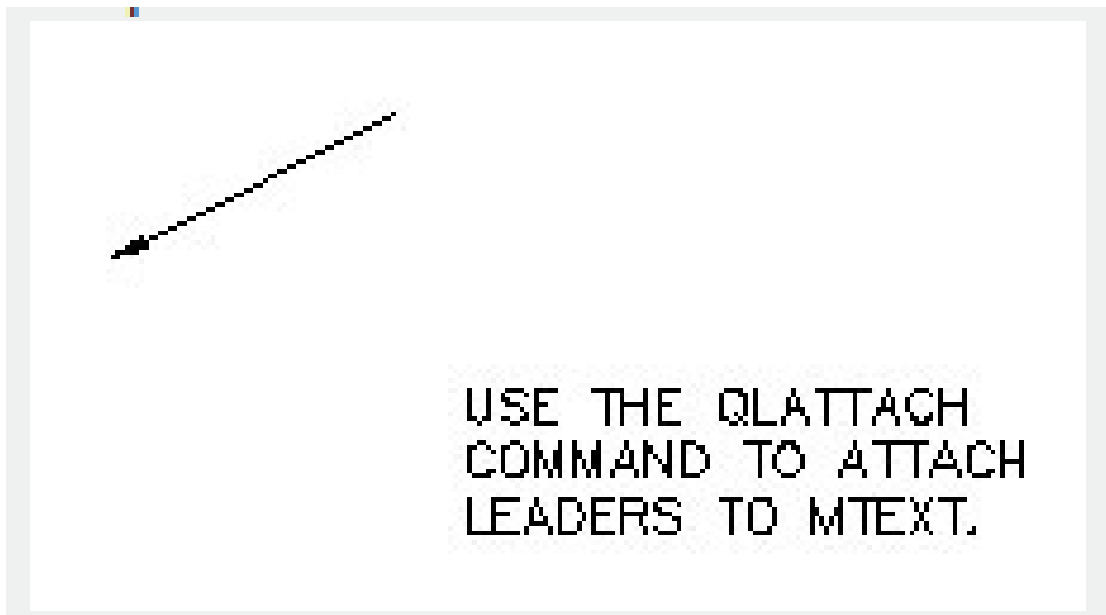 USE THE QLATTACH
COMMAND TO ATTACH
LEADERS TO MTEXT.